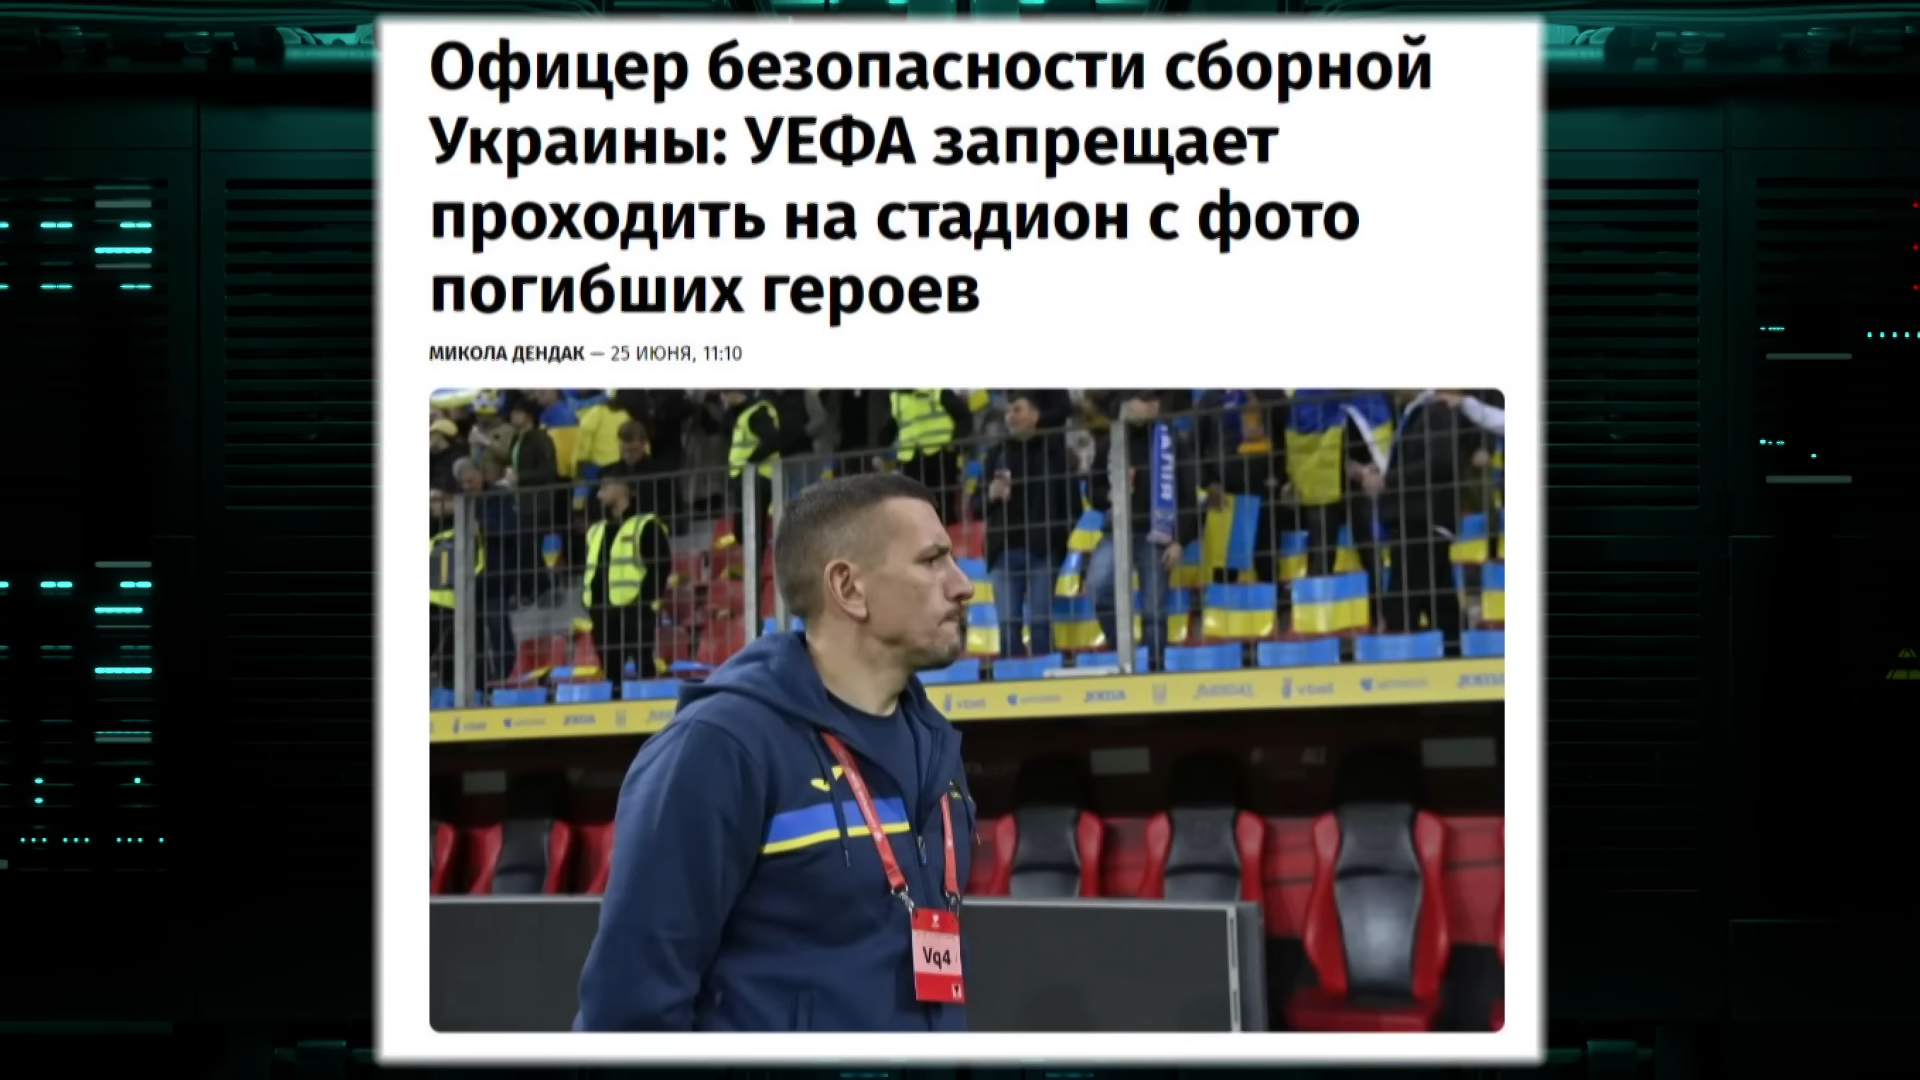 Офицер безопасности сборной
Украины: УЕФА запрещает
проходить на стадион с фото
погибших героев
МИКОЛА ДЕНДАК — 25 ИЮНЯ, 11:10
Vq4